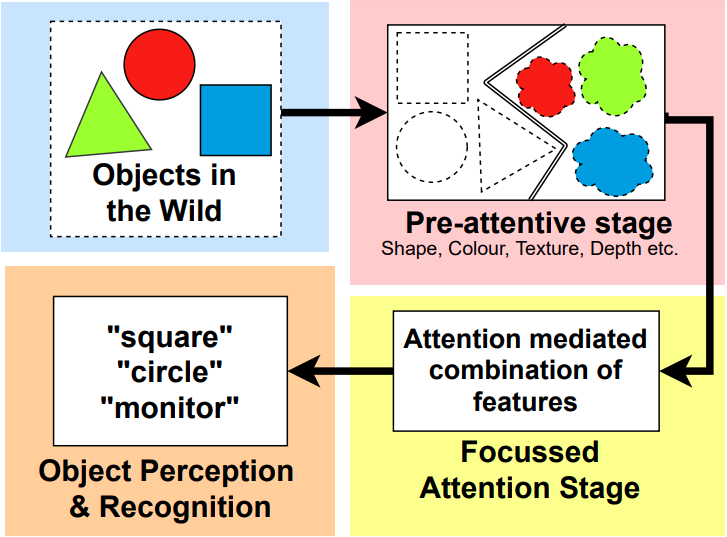 Objects in
the Wild
Pre-attentive stage
Shape, Colour, Texture, Depth etc.
Attention mediated
combination of
features
Focussed
Attention Stage
"square"
"circle"
"monitor"
Object Perception
& Recognition